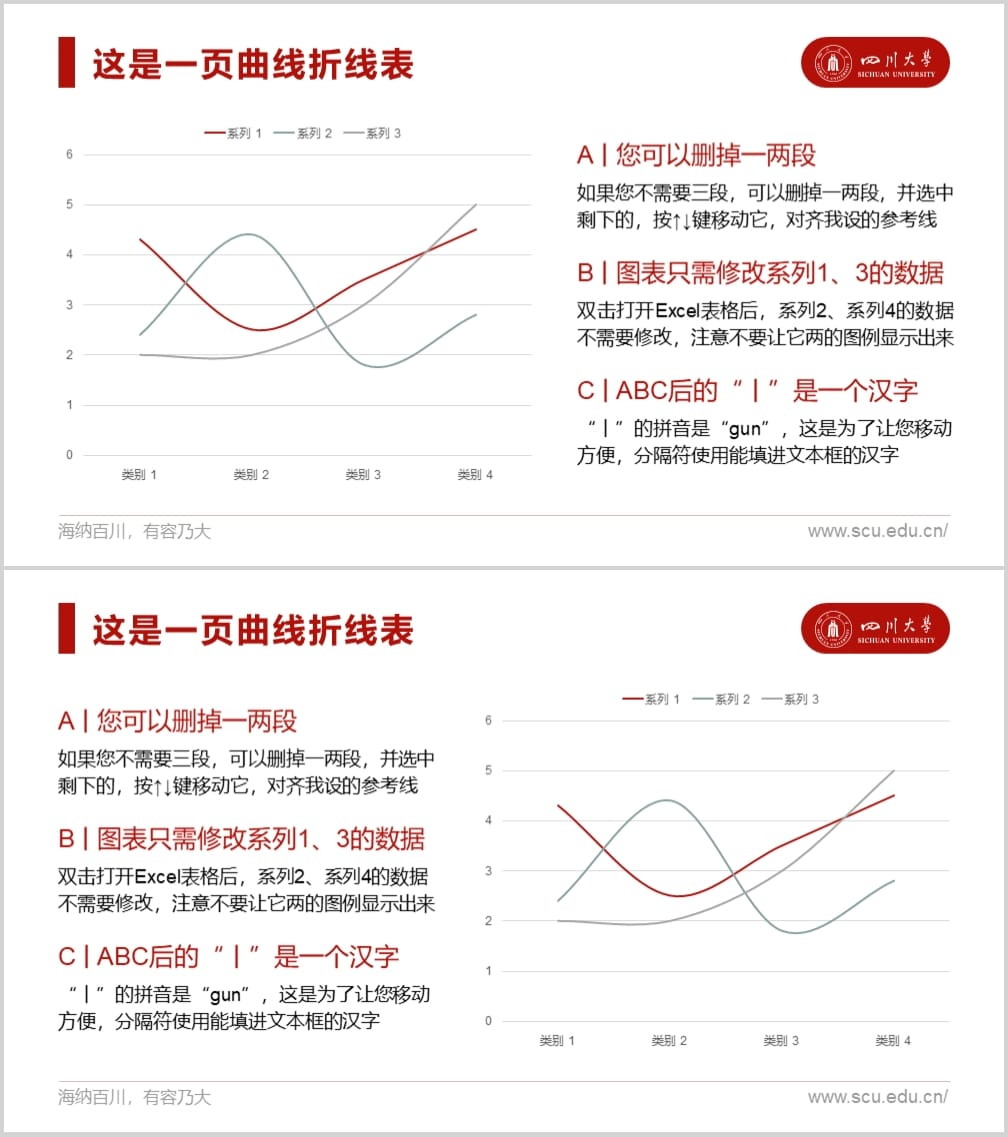 这是一页曲线折线表
四川大學
SICHUAN UNIVERSITY
系列 1 系列 2 系列 3
6
5
4
3
2
1
0
类别 1 类别 2 类别 3 类别 4
A丨您可以删掉一两段
如果您不需要三段，可以删掉一两段，并选中
剩下的，按↑↓键移动它，对齐我设的参考线
B丨图表只需修改系列1、3的数据
双击打开Excel表格后，系列2、系列4的数据
不需要修改，注意不要让它两的图例显示出来
C丨ABC后的“丨”是一个汉字
“丨”的拼音是“gun”，这是为了让您移动
方便，分隔符使用能填进文本框的汉字
海纳百川，有容乃大
www.scu.edu.cn/
这是一页曲线折线表
四川大學
SICHUAN UNIVERSITY
A丨您可以删掉一两段
如果您不需要三段，可以删掉一两段，并选中
剩下的，按↑↓键移动它，对齐我设的参考线
B丨图表只需修改系列1、3的数据
双击打开Excel表格后，系列2、系列4的数据
不需要修改，注意不要让它两的图例显示出来
C丨ABC后的“丨”是一个汉字
“丨”的拼音是“gun”，这是为了让您移动
方便，分隔符使用能填进文本框的汉字
系列 1 系列 2 系列 3
6
5
4
3
2
1
0
类别 1 类别 2 类别 3 类别 4
海纳百川，有容乃大
www.scu.edu.cn/